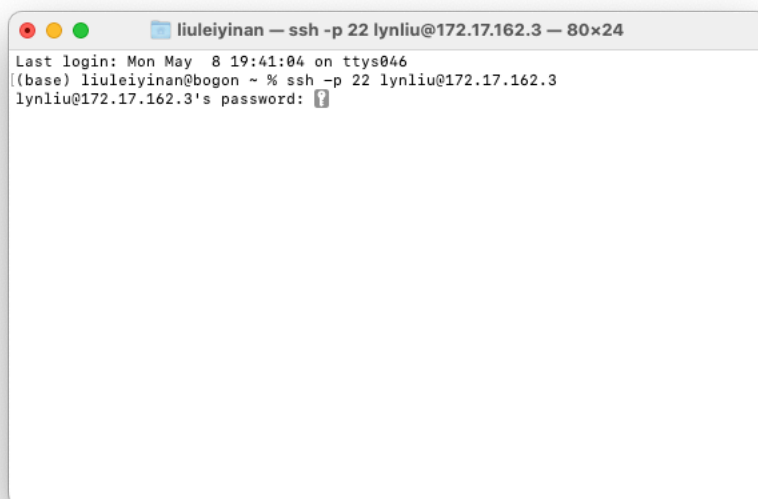 liuleiyinan — ssh -p 22 lynliu@172.17.162.3 — 80×24
Last login: Mon May  8 19:41:04 on ttys046
[(base) liuleiyinan@bogon ~ % ssh -p 22 lynliu@172.17.162.3
lynliu@172.17.162.3's password: